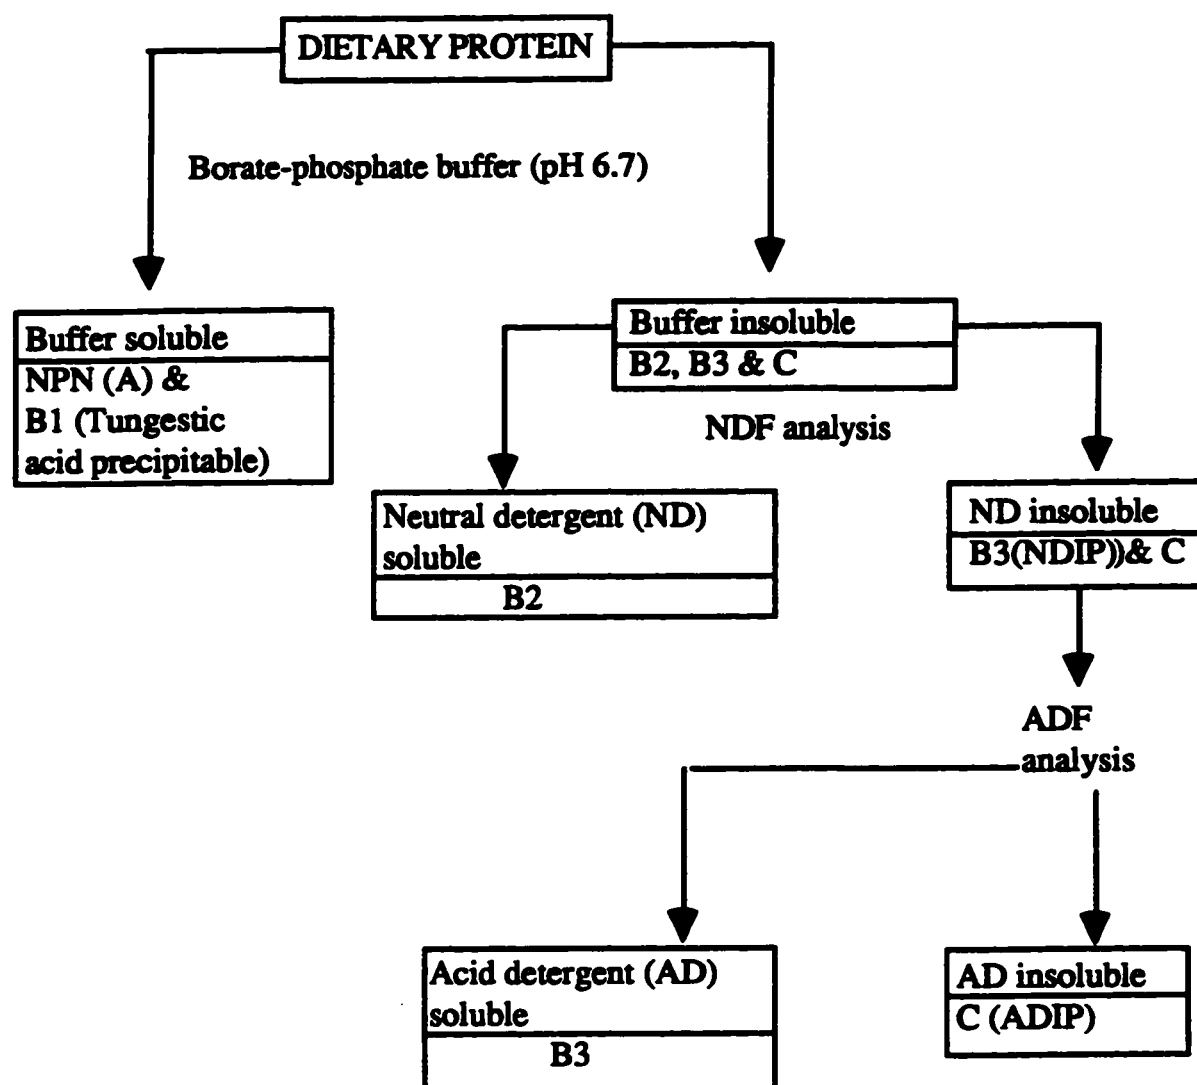 DIETARY PROTEIN
Borate-phosphate buffer (pH 6.7)
Buffer soluble
NPN (A) &
B1 (Tungestic
acid precipitable)
Buffer insoluble
B2, B3 & C
NDF analysis
Neutral detergent (ND)
soluble
B2
ND insoluble
B3(NDIP))& C
ADF
analysis
Acid detergent (AD)
soluble
B3
AD insoluble
C (ADIP)